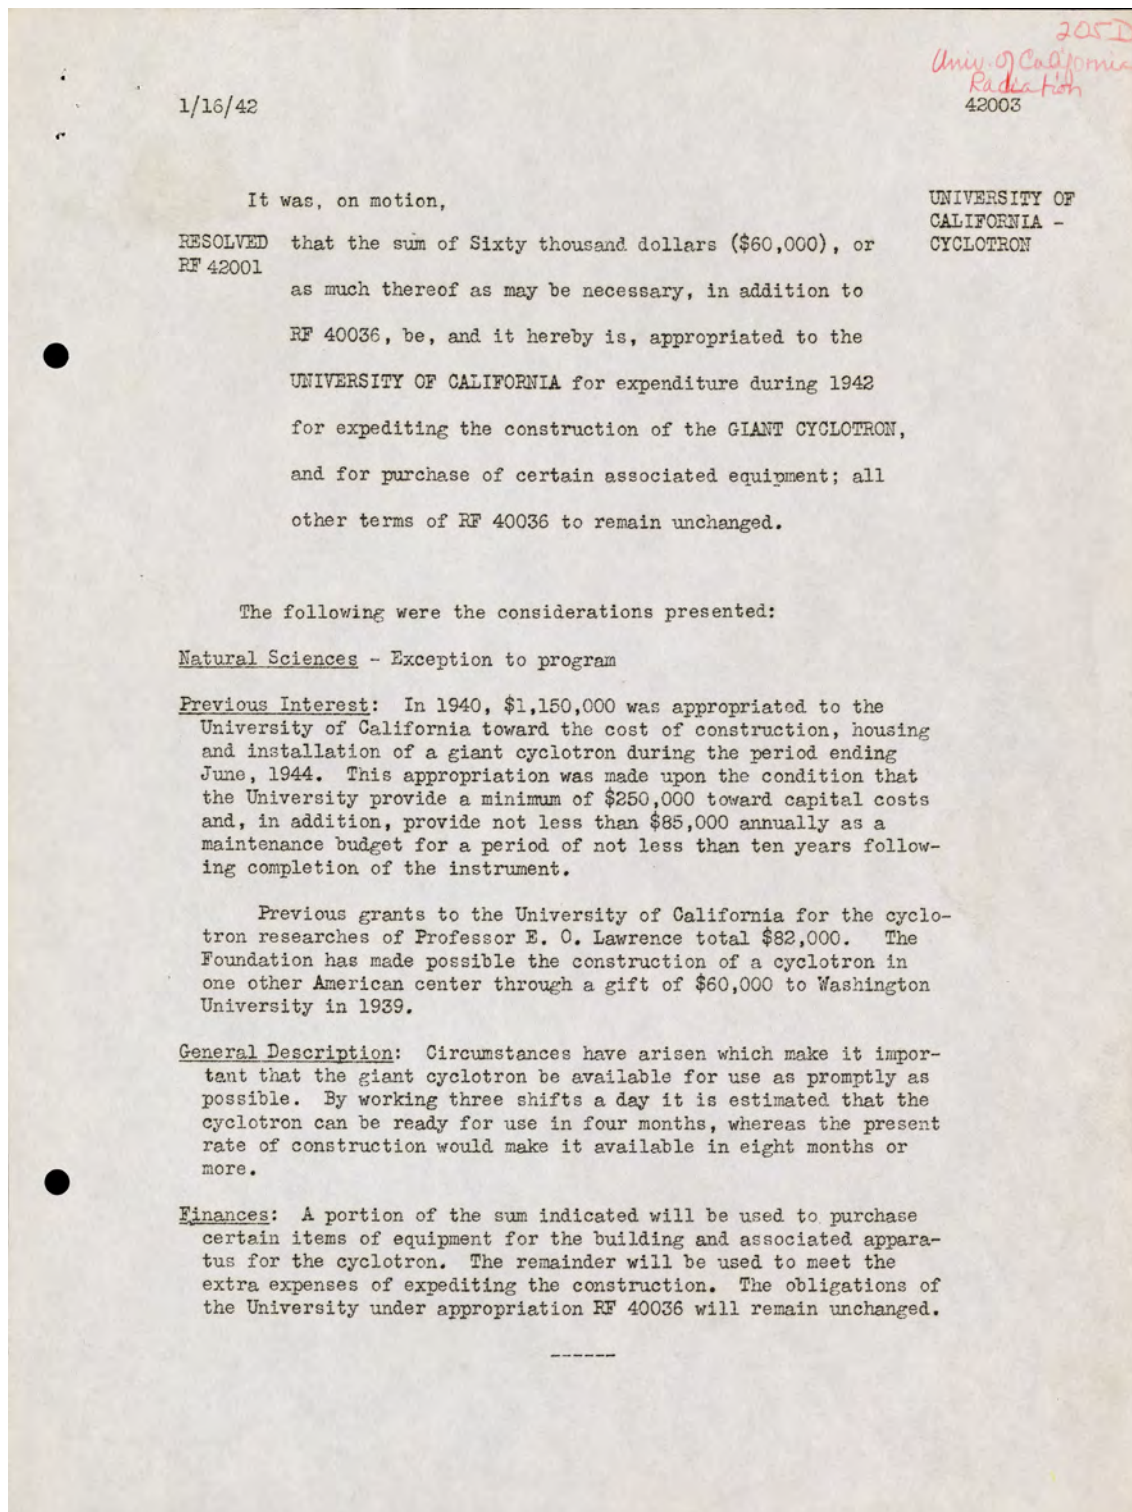 205D
Univ. of California
Radiation
1/16/42
42003
It was, on motion,
UNIVERSITY OF
CALIFORNIA -
CYCLOTRON
RESOLVED that the sum of Sixty thousand dollars ($60,000), or
RF 42001
as much thereof as may be necessary, in addition to
RF 40036, be, and it hereby is, appropriated to the
UNIVERSITY OF CALIFORNIA for expenditure during 1942
for expediting the construction of the GIANT CYCLOTRON,
and for purchase of certain associated equipment; all
other terms of RF 40036 to remain unchanged.
The following were the considerations presented:
Natural Sciences - Exception to program
Previous Interest: In 1940, $1,150,000 was appropriated to the
University of California toward the cost of construction, housing
and installation of a giant cyclotron during the period ending
June, 1944. This appropriation was made upon the condition that
the University provide a minimum of $250,000 toward capital costs
and, in addition, provide not less than $85,000 annually as a
maintenance budget for a period of not less than ten years follow-
ing completion of the instrument.
Previous grants to the University of California for the cyclo-
tron researches of Professor E. O. Lawrence total $82,000. The
Foundation has made possible the construction of a cyclotron in
one other American center through a gift of $60,000 to Washington
University in 1939.
General Description: Circumstances have arisen which make it impor-
tant that the giant cyclotron be available for use as promptly as
possible. By working three shifts a day it is estimated that the
cyclotron can be ready for use in four months, whereas the present
rate of construction would make it available in eight months or
more.
Finances: A portion of the sum indicated will be used to purchase
certain items of equipment for the building and associated appara-
tus for the cyclotron. The remainder will be used to meet the
extra expenses of expediting the construction. The obligations of
the University under appropriation RF 40036 will remain unchanged.
------